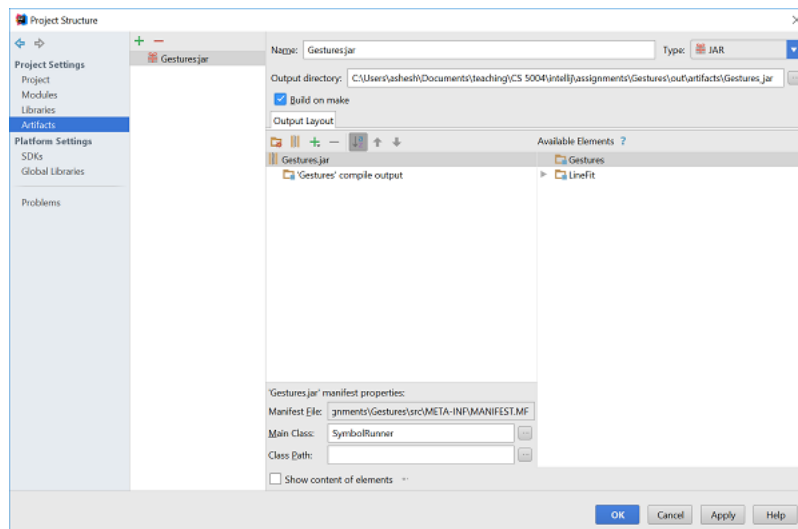 Project Structure
Project Settings
Project
Modules
Libraries
Artifacts
Platform Settings
SDKs
Global Libraries
Problems
Gestures:jar
Name: Gestures:jar
Type: JAR
Output directory: C:\Users\ashesh\Documents\teaching\CS 5004\intellij\assignments\Gestures\out\artifacts\Gestures_jar
Build on make
Output Layout
Gestures.jar
'Gestures' compile output
Available Elements ?
Gestures
LineFit
'Gestures.jar' manifest properties:
Manifest File: gnments\Gestures\src\META-INF\MANIFEST.MF
Main Class: SymbolRunner
Class Path:
Show content of elements
OK
Cancel
Apply
Help